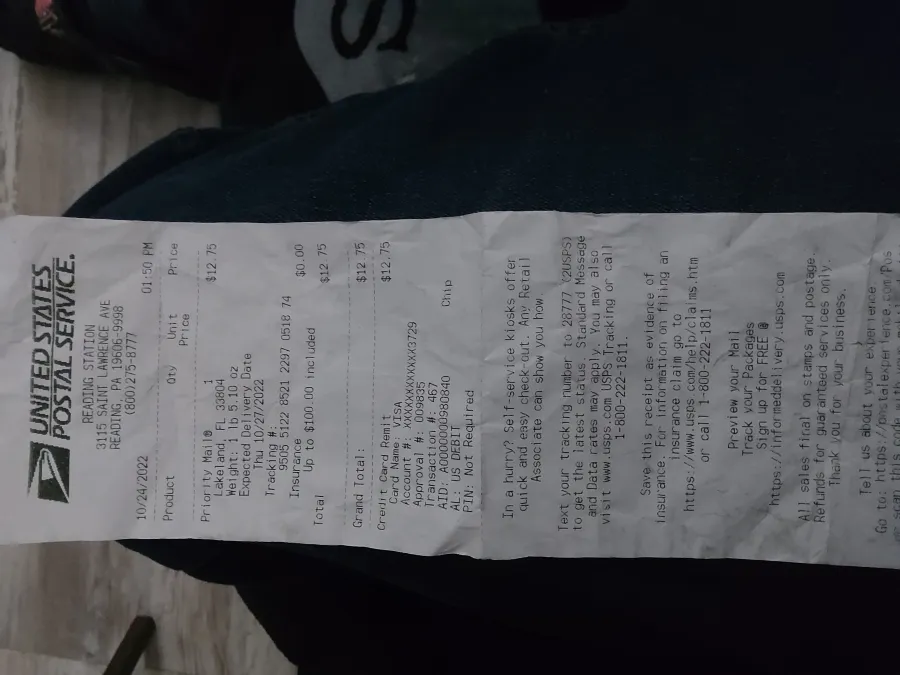 UNITED STATES
POSTAL SERVICE.
READING STATION
3115 SAINT LAWRENCE AVE
READING, PA 19606-9998
(800)275-8777
10/24/2022 01:50 PM
Product Qty Unit Price
Price
Priority Mail® 1 $12.75
Lakeland, FL 33804
Weight: 1 lb 5.10 oz
Expected Delivery Date
Thu 10/27/2022
Tracking #:
9505 5122 8521 2297 0518 74
Insurance $0.00
Up to $100.00 included
Total $12.75
Grand Total: $12.75
Credit Card Remit $12.75
Card Name: VISA
Account #: XXXXXXXXXXXX3729
Approval #: 009835
Transaction #: 467
AID: A0000000980840 Chip
AL: US DEBIT
PIN: Not Required
In a hurry? Self-service kiosks offer
quick and easy check-out. Any Retail
Associate can show you how.
Text your tracking number to 28777 (2USPS)
to get the latest status. Standard Message
and Data rates may apply. You may also
visit www.usps.com USPS Tracking or call
1-800-222-1811.
Save this receipt as evidence of
insurance. For information on filing an
insurance claim go to
https://www.usps.com/help/claims.htm
or call 1-800-222-1811
Preview your Mail
Track your Packages
Sign up for FREE @
https://informeddelivery.usps.com
All sales final on stamps and postage.
Refunds for guaranteed services only.
Thank you for your business.
Tell us about your experience.
Go to: https://postalexperience.com/Pos